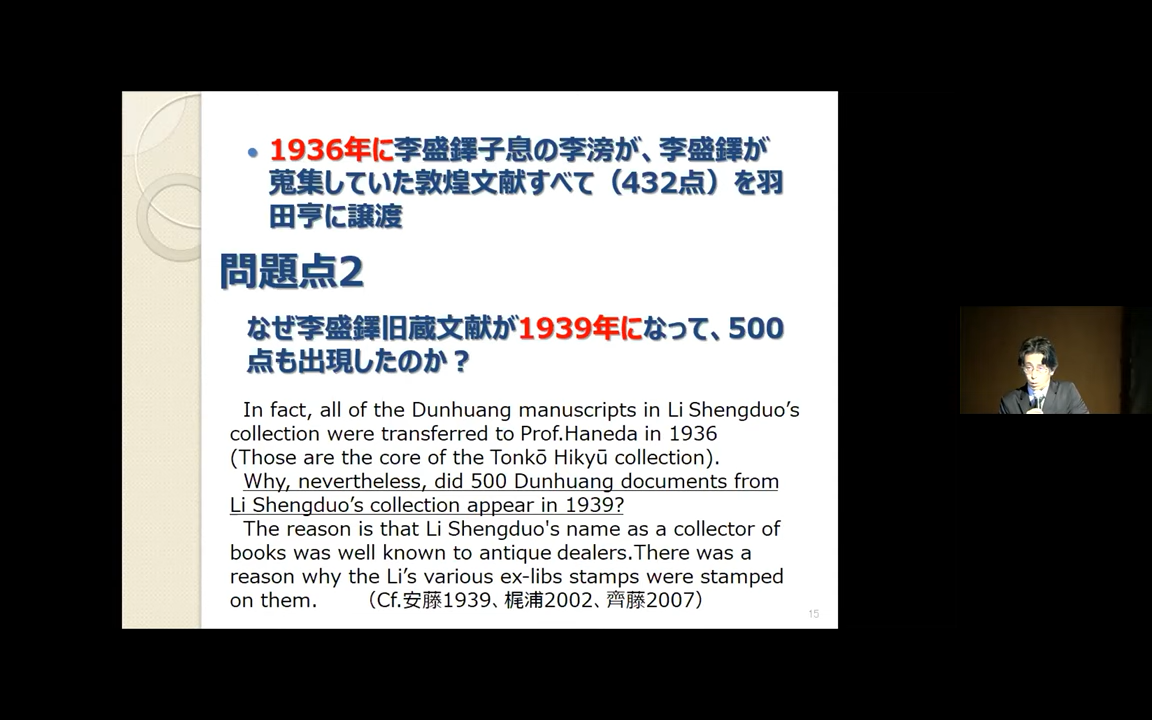 • 1936年に李盛鐸子息の李滂が、李盛鐸が
蒐集していた敦煌文献すべて（432点）を羽
田亨に譲渡
問題点2
なぜ李盛鐸旧蔵文献が1939年になって、500
点も出現したのか？
In fact, all of the Dunhuang manuscripts in Li Shengduo’s
collection were transferred to Prof.Haneda in 1936
(Those are the core of the Tonkō Hikyū collection).
Why, nevertheless, did 500 Dunhuang documents from
Li Shengduo’s collection appear in 1939?
The reason is that Li Shengduo's name as a collector of
books was well known to antique dealers.There was a
reason why the Li’s various ex-libs stamps were stamped
on them. （Cf.安藤1939、梶浦2002、齊藤2007）
15